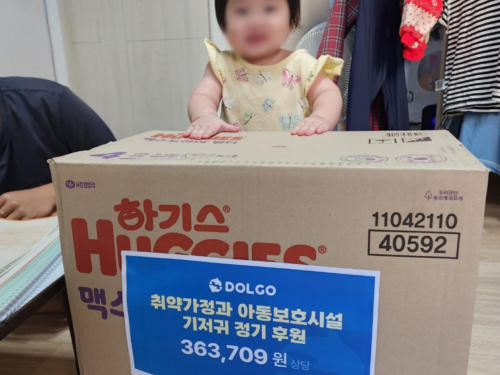 하기스®
HUGGIES®
맥스
11042110
40592
DOLGO
취약가정과 아동보호시설
기저귀 정기 후원
363,709 원 상당